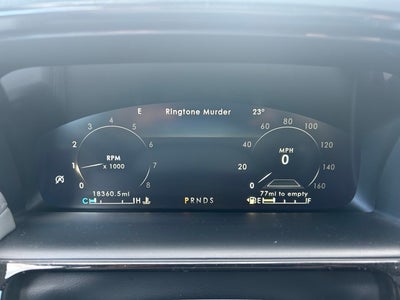 E Ringtone Murder 23°
3 4 5 6 7 8
2 1 0
RPM
x 1000
60 80 100
40 120
20 140
0 160
MPH
0
18360.5mi
C H
PRNDS
77mi to empty
E F